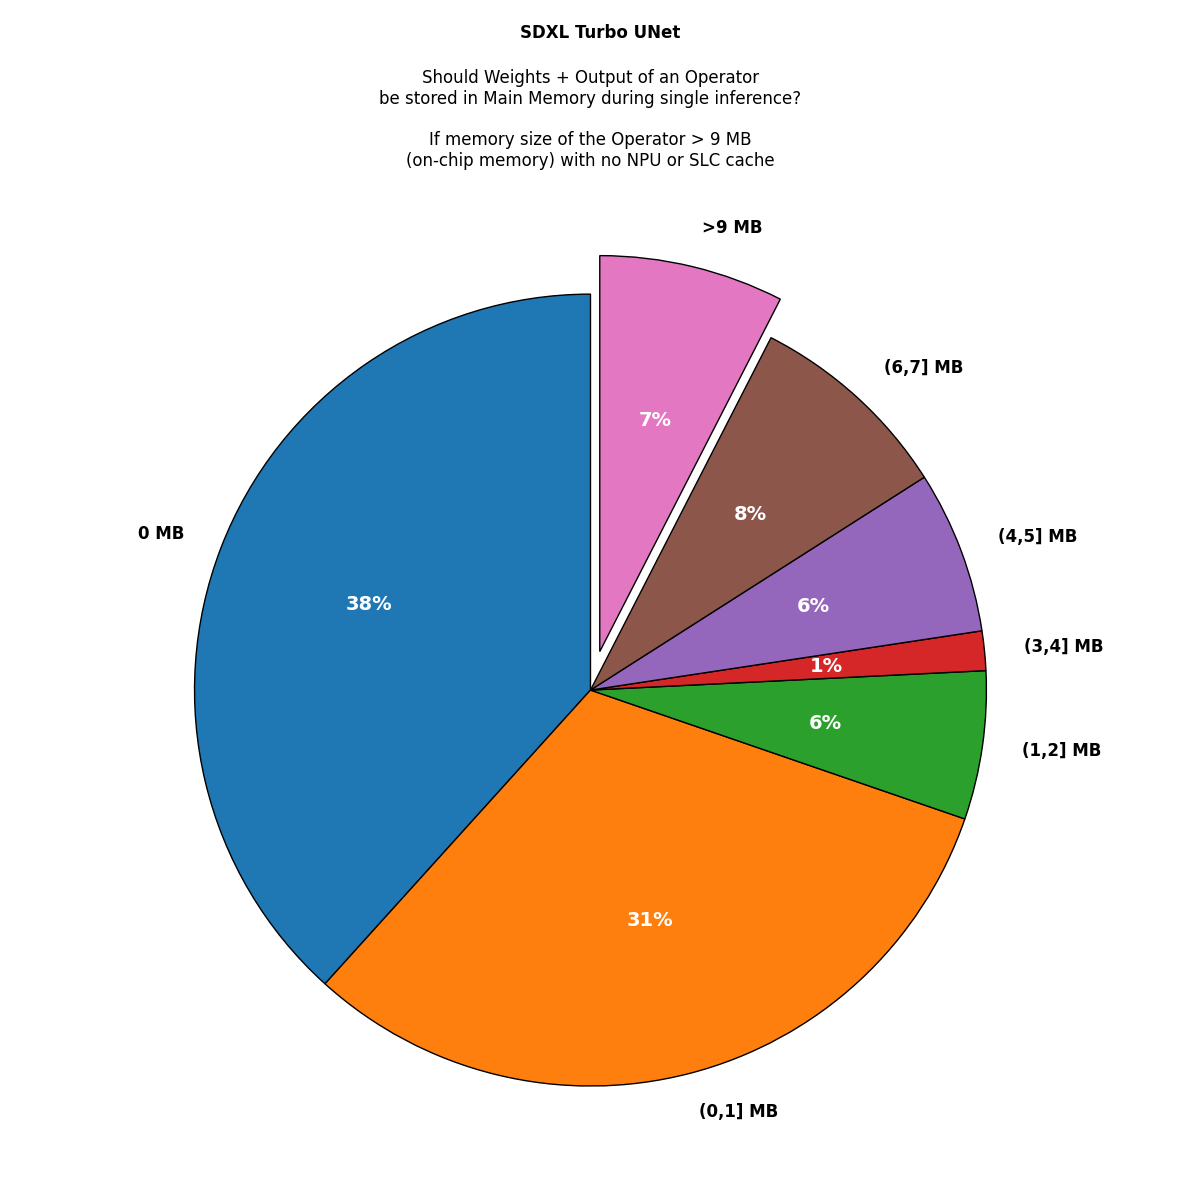 SDXL Turbo UNet
Should Weights + Output of an Operator
be stored in Main Memory during single inference?
If memory size of the Operator > 9 MB
(on-chip memory) with no NPU or SLC cache
>9 MB
(6,7] MB
7%
8%
(4,5] MB
0 MB
38%
6%
(3,4] MB
1%
6%
(1,2] MB
31%
(0,1] MB